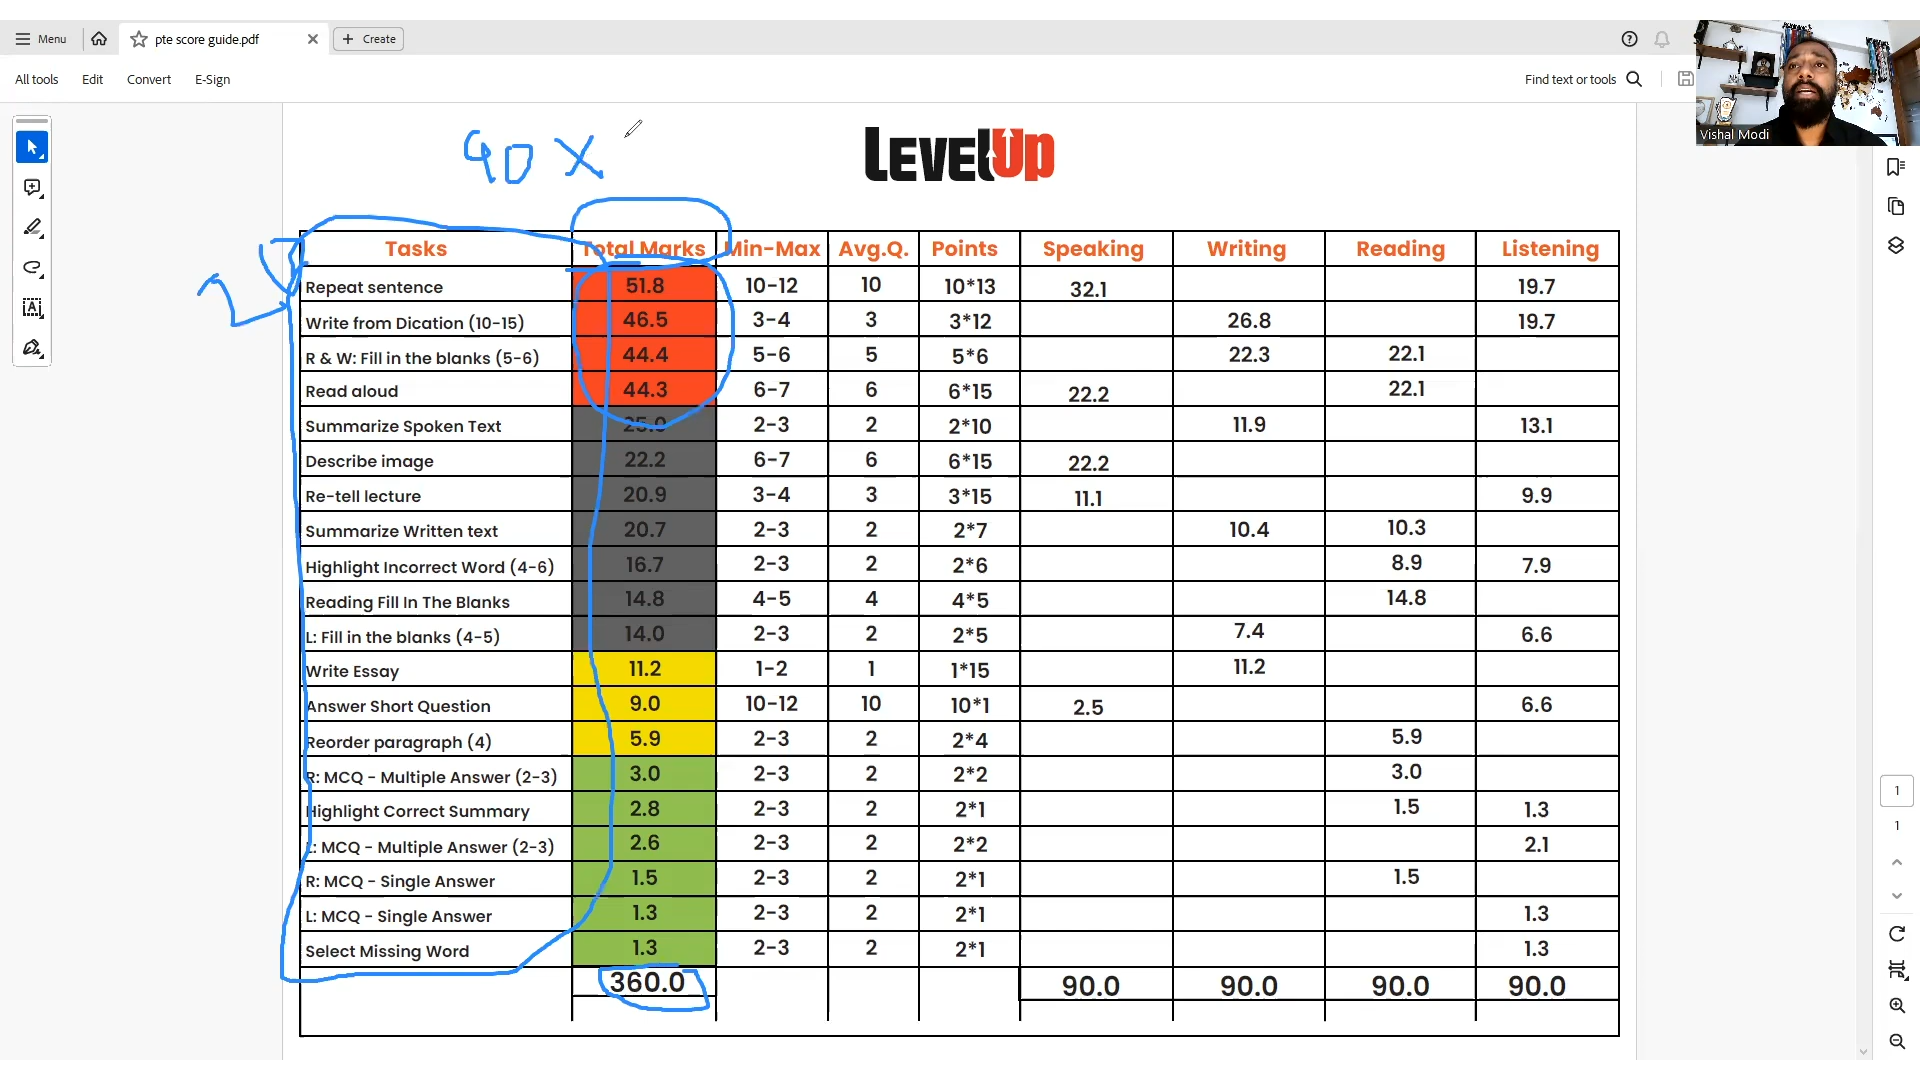 Menu pte score guide.pdf Create
All tools Edit Convert E-Sign Find text or tools
Vishal Modi
90 X
LEVELUP
Tasks Total Marks Min-Max Avg.Q. Points Speaking Writing Reading Listening
Repeat sentence 51.8 10-12 10 10*13 32.1 19.7
Write from Dication (10-15) 46.5 3-4 3 3*12 26.8 19.7
R & W: Fill in the blanks (5-6) 44.4 5-6 5 5*6 22.3 22.1
Read aloud 44.3 6-7 6 6*15 22.2 22.1
Summarize Spoken Text 25.0 2-3 2 2*10 11.9 13.1
Describe image 22.2 6-7 6 6*15 22.2
Re-tell lecture 20.9 3-4 3 3*15 11.1 9.9
Summarize Written text 20.7 2-3 2 2*7 10.4 10.3
Highlight Incorrect Word (4-6) 16.7 2-3 2 2*6 8.9 7.9
Reading Fill In The Blanks 14.8 4-5 4 4*5 14.8
L: Fill in the blanks (4-5) 14.0 2-3 2 2*5 7.4 6.6
Write Essay 11.2 1-2 1 1*15 11.2
Answer Short Question 9.0 10-12 10 10*1 2.5 6.6
Reorder paragraph (4) 5.9 2-3 2 2*4 5.9
R: MCQ - Multiple Answer (2-3) 3.0 2-3 2 2*2 3.0
Highlight Correct Summary 2.8 2-3 2 2*1 1.5 1.3
L: MCQ - Multiple Answer (2-3) 2.6 2-3 2 2*2 2.1
R: MCQ - Single Answer 1.5 2-3 2 2*1 1.5
L: MCQ - Single Answer 1.3 2-3 2 2*1 1.3
Select Missing Word 1.3 2-3 2 2*1 1.3
360.0 90.0 90.0 90.0 90.0
1
1